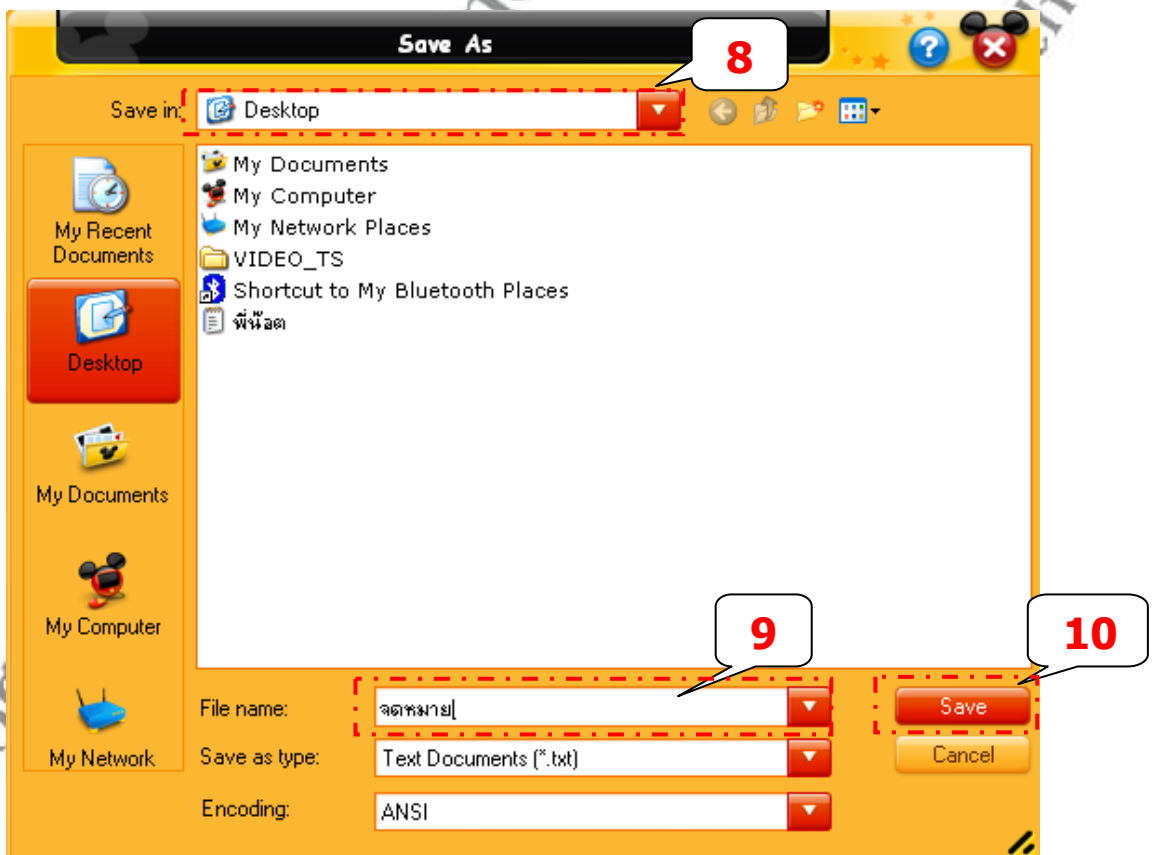 Save As
8
Save in:
Desktop
My Documents
My Computer
My Network Places
VIDEO_TS
Shortcut to My Bluetooth Places
พี่น๊อต
My Recent
Documents
Desktop
My Documents
My Computer
My Network
9
10
File name:
จดหมาย
Save
Save as type:
Text Documents (*.txt)
Cancel
Encoding:
ANSI